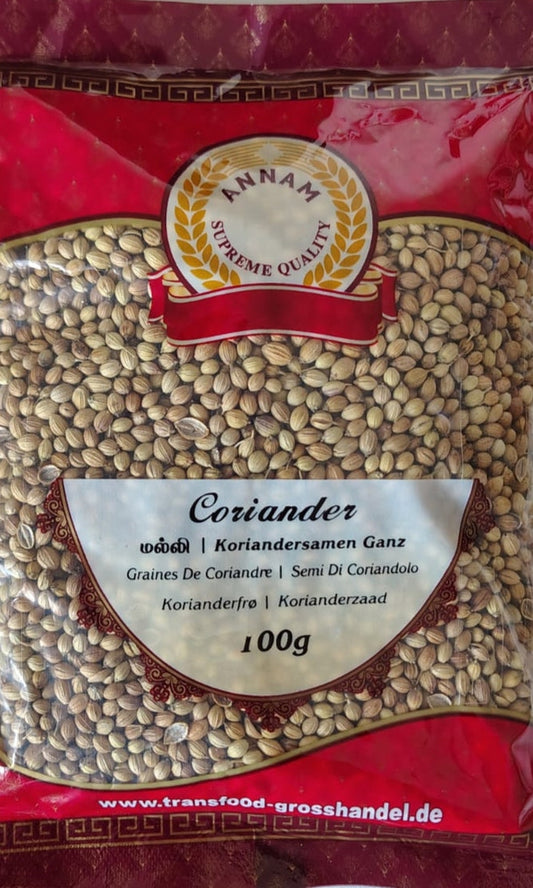 ANNAM
SUPREME QUALITY
Coriander
மல்லி | Koriandersamen Ganz
Graines De Coriandre | Semi Di Coriandolo
Korianderfrø | Korianderzaad
100g
www.transfood-grosshandel.de